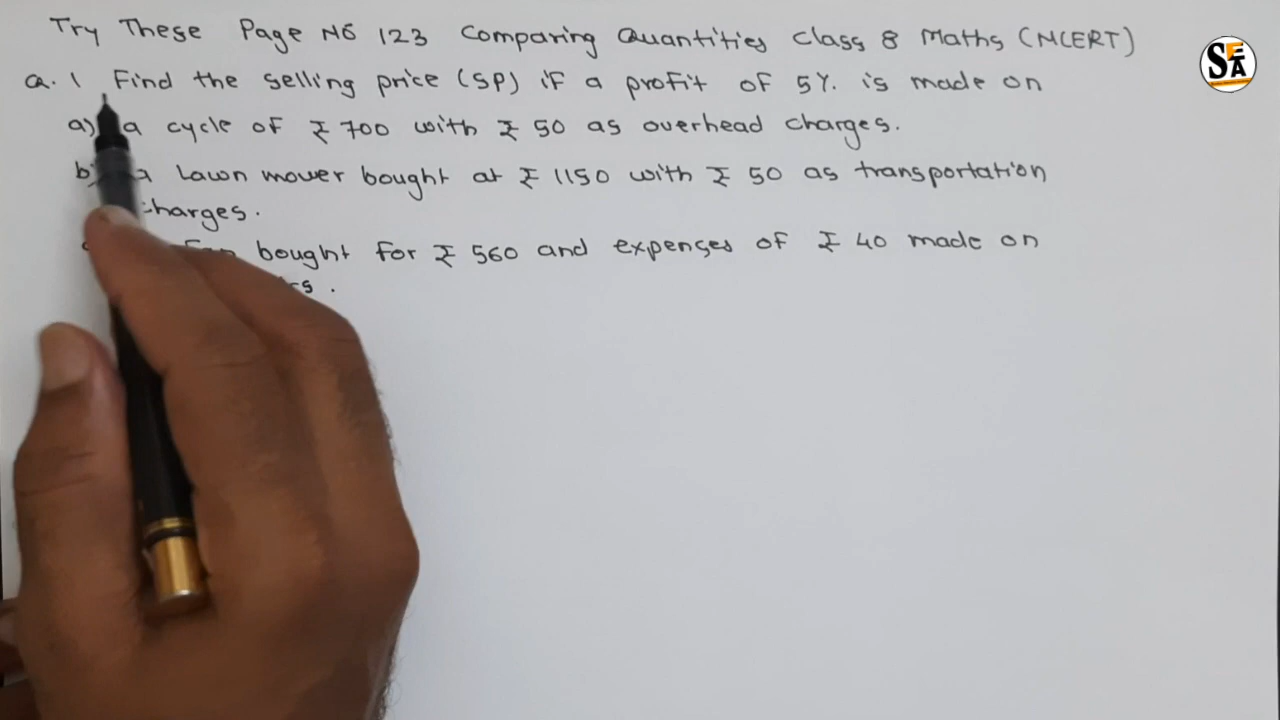 Try These Page No 123 Comparing Quantities Class 8 Maths (NCERT)
Q. 1 Find the selling price (SP) if a profit of 5% is made on
a) a cycle of ₹ 700 with ₹ 50 as overhead charges.
b) a Lawn mower bought at ₹ 1150 with ₹ 50 as transportation
charges.
bought for ₹ 560 and expenses of ₹ 40 made on
SFA